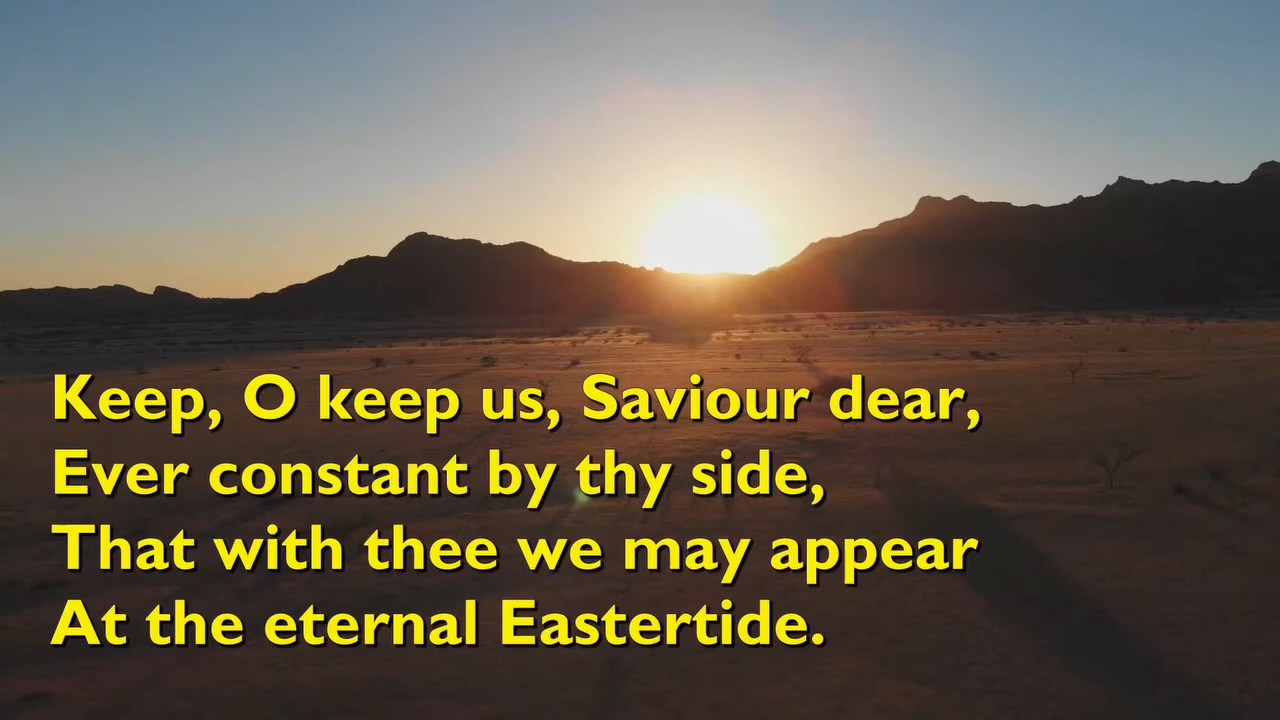 Keep, O keep us, Saviour dear,
Ever constant by thy side,
That with thee we may appear
At the eternal Eastertide.